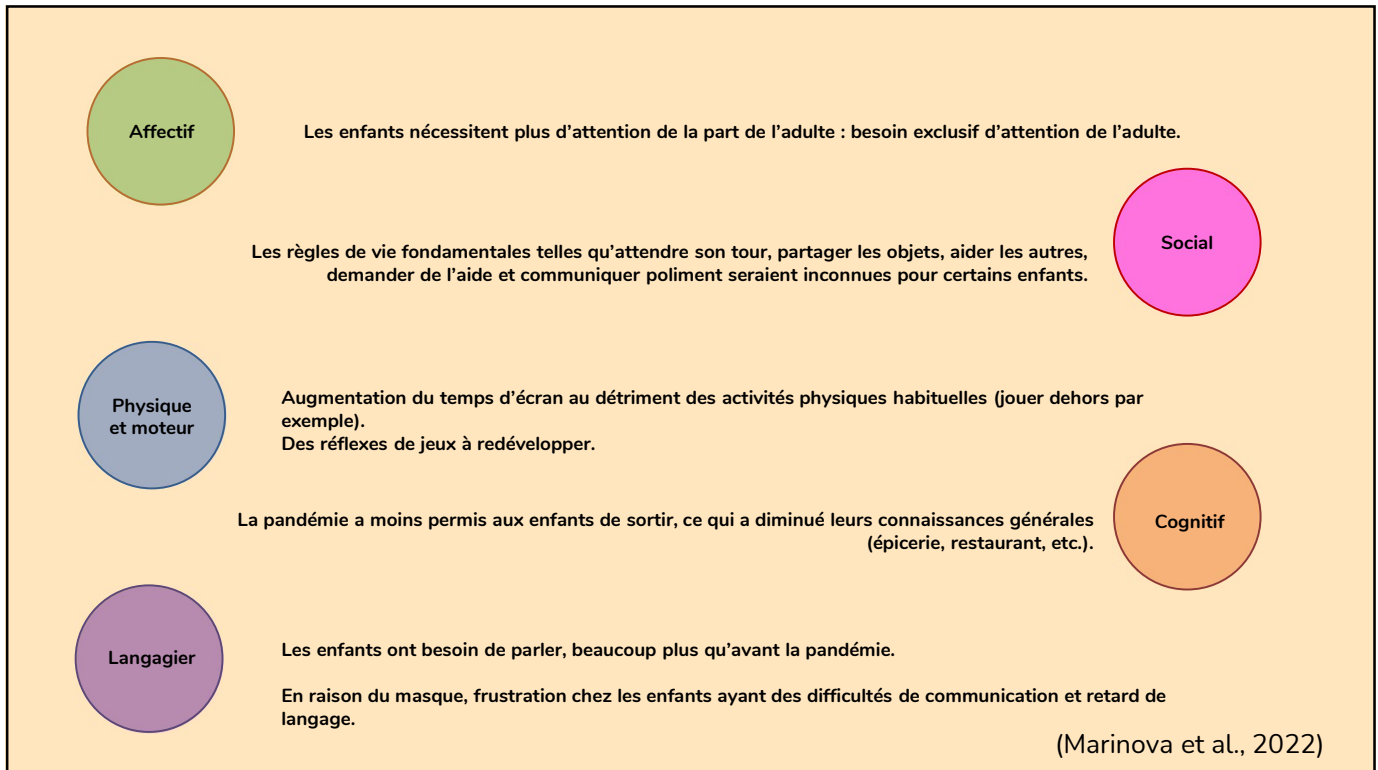 Affectif
Les enfants nécessitent plus d’attention de la part de l’adulte : besoin exclusif d’attention de l’adulte.
Social
Les règles de vie fondamentales telles qu’attendre son tour, partager les objets, aider les autres,
demander de l’aide et communiquer poliment seraient inconnues pour certains enfants.
Physique
et moteur
Augmentation du temps d’écran au détriment des activités physiques habituelles (jouer dehors par
exemple).
Des réflexes de jeux à redévelopper.
La pandémie a moins permis aux enfants de sortir, ce qui a diminué leurs connaissances générales
(épicerie, restaurant, etc.).
Cognitif
Langagier
Les enfants ont besoin de parler, beaucoup plus qu’avant la pandémie.
En raison du masque, frustration chez les enfants ayant des difficultés de communication et retard de
langage.
(Marinova et al., 2022)